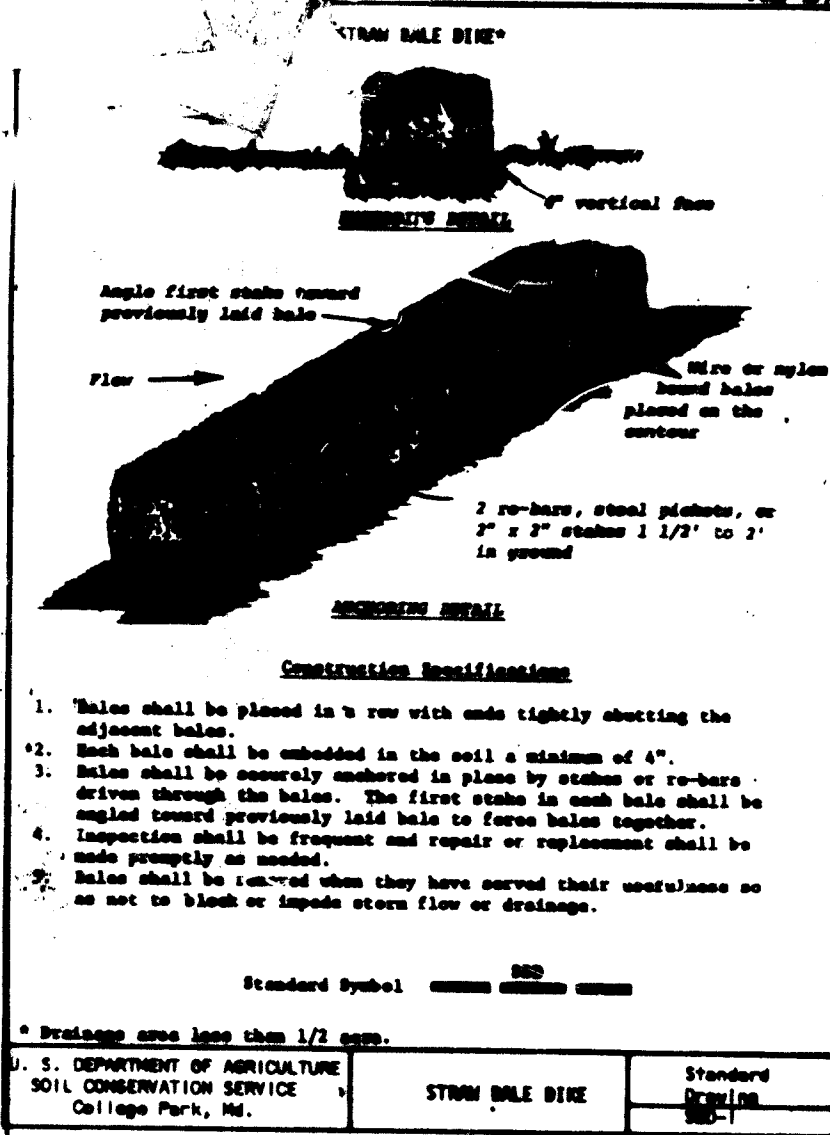 STRAW BALE DIKE*
4" vertical face
BEDDING DETAIL
Angle first stake toward
previously laid bale
Flow
Wire or nylon
bound bales
placed on the
contour
2 re-bars, steel pickets, or
2" x 2" stakes 1 1/2' to 2'
in ground
ANCHORING DETAIL
Construction Specifications
1. Bales shall be placed in a row with ends tightly abutting the
adjacent bales.
2. Each bale shall be embedded in the soil a minimum of 4".
3. Bales shall be securely anchored in place by stakes or re-bars
driven through the bales. The first stake in each bale shall be
angled toward previously laid bale to force bales together.
4. Inspection shall be frequent and repair or replacement shall be
made promptly as needed.
5. Bales shall be removed when they have served their usefulness so
as not to block or impede storm flow or drainage.
SBD
Standard Symbol
* Drainage area less than 1/2 acre.
U. S. DEPARTMENT OF AGRICULTURE
SOIL CONSERVATION SERVICE
College Park, Md.
STRAW BALE DIKE
Standard
Drawing
SBD-1